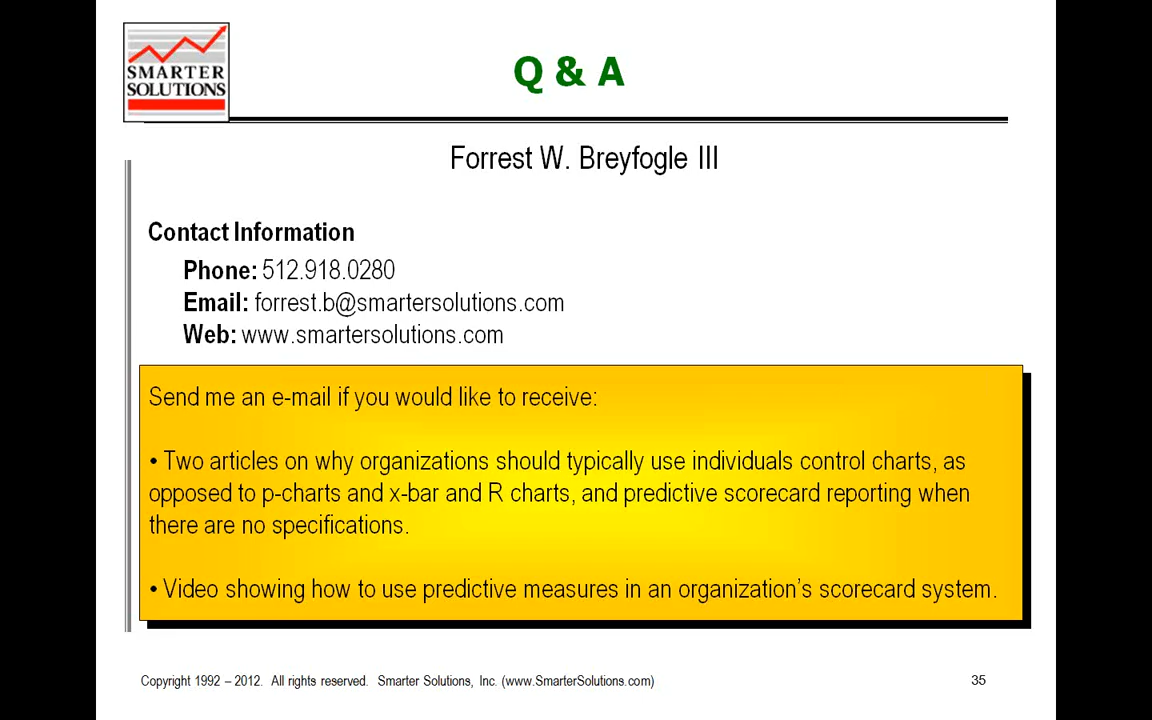 SMARTER
SOLUTIONS
Q & A
Forrest W. Breyfogle III
Contact Information
Phone: 512.918.0280
Email: forrest.b@smartersolutions.com
Web: www.smartersolutions.com
Send me an e-mail if you would like to receive:
• Two articles on why organizations should typically use individuals control charts, as
opposed to p-charts and x-bar and R charts, and predictive scorecard reporting when
there are no specifications.
• Video showing how to use predictive measures in an organization’s scorecard system.
Copyright 1992 – 2012. All rights reserved. Smarter Solutions, Inc. (www.SmarterSolutions.com)
35